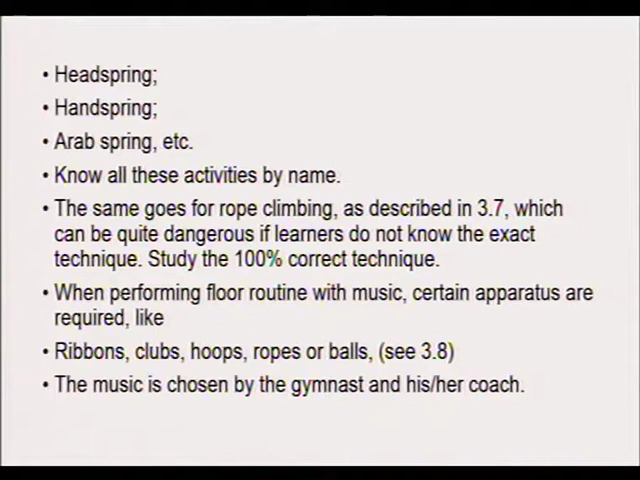 • Headspring;
• Handspring;
• Arab spring, etc.
• Know all these activities by name.
• The same goes for rope climbing, as described in 3.7, which
can be quite dangerous if learners do not know the exact
technique. Study the 100% correct technique.
• When performing floor routine with music, certain apparatus are
required, like
• Ribbons, clubs, hoops, ropes or balls, (see 3.8)
• The music is chosen by the gymnast and his/her coach.